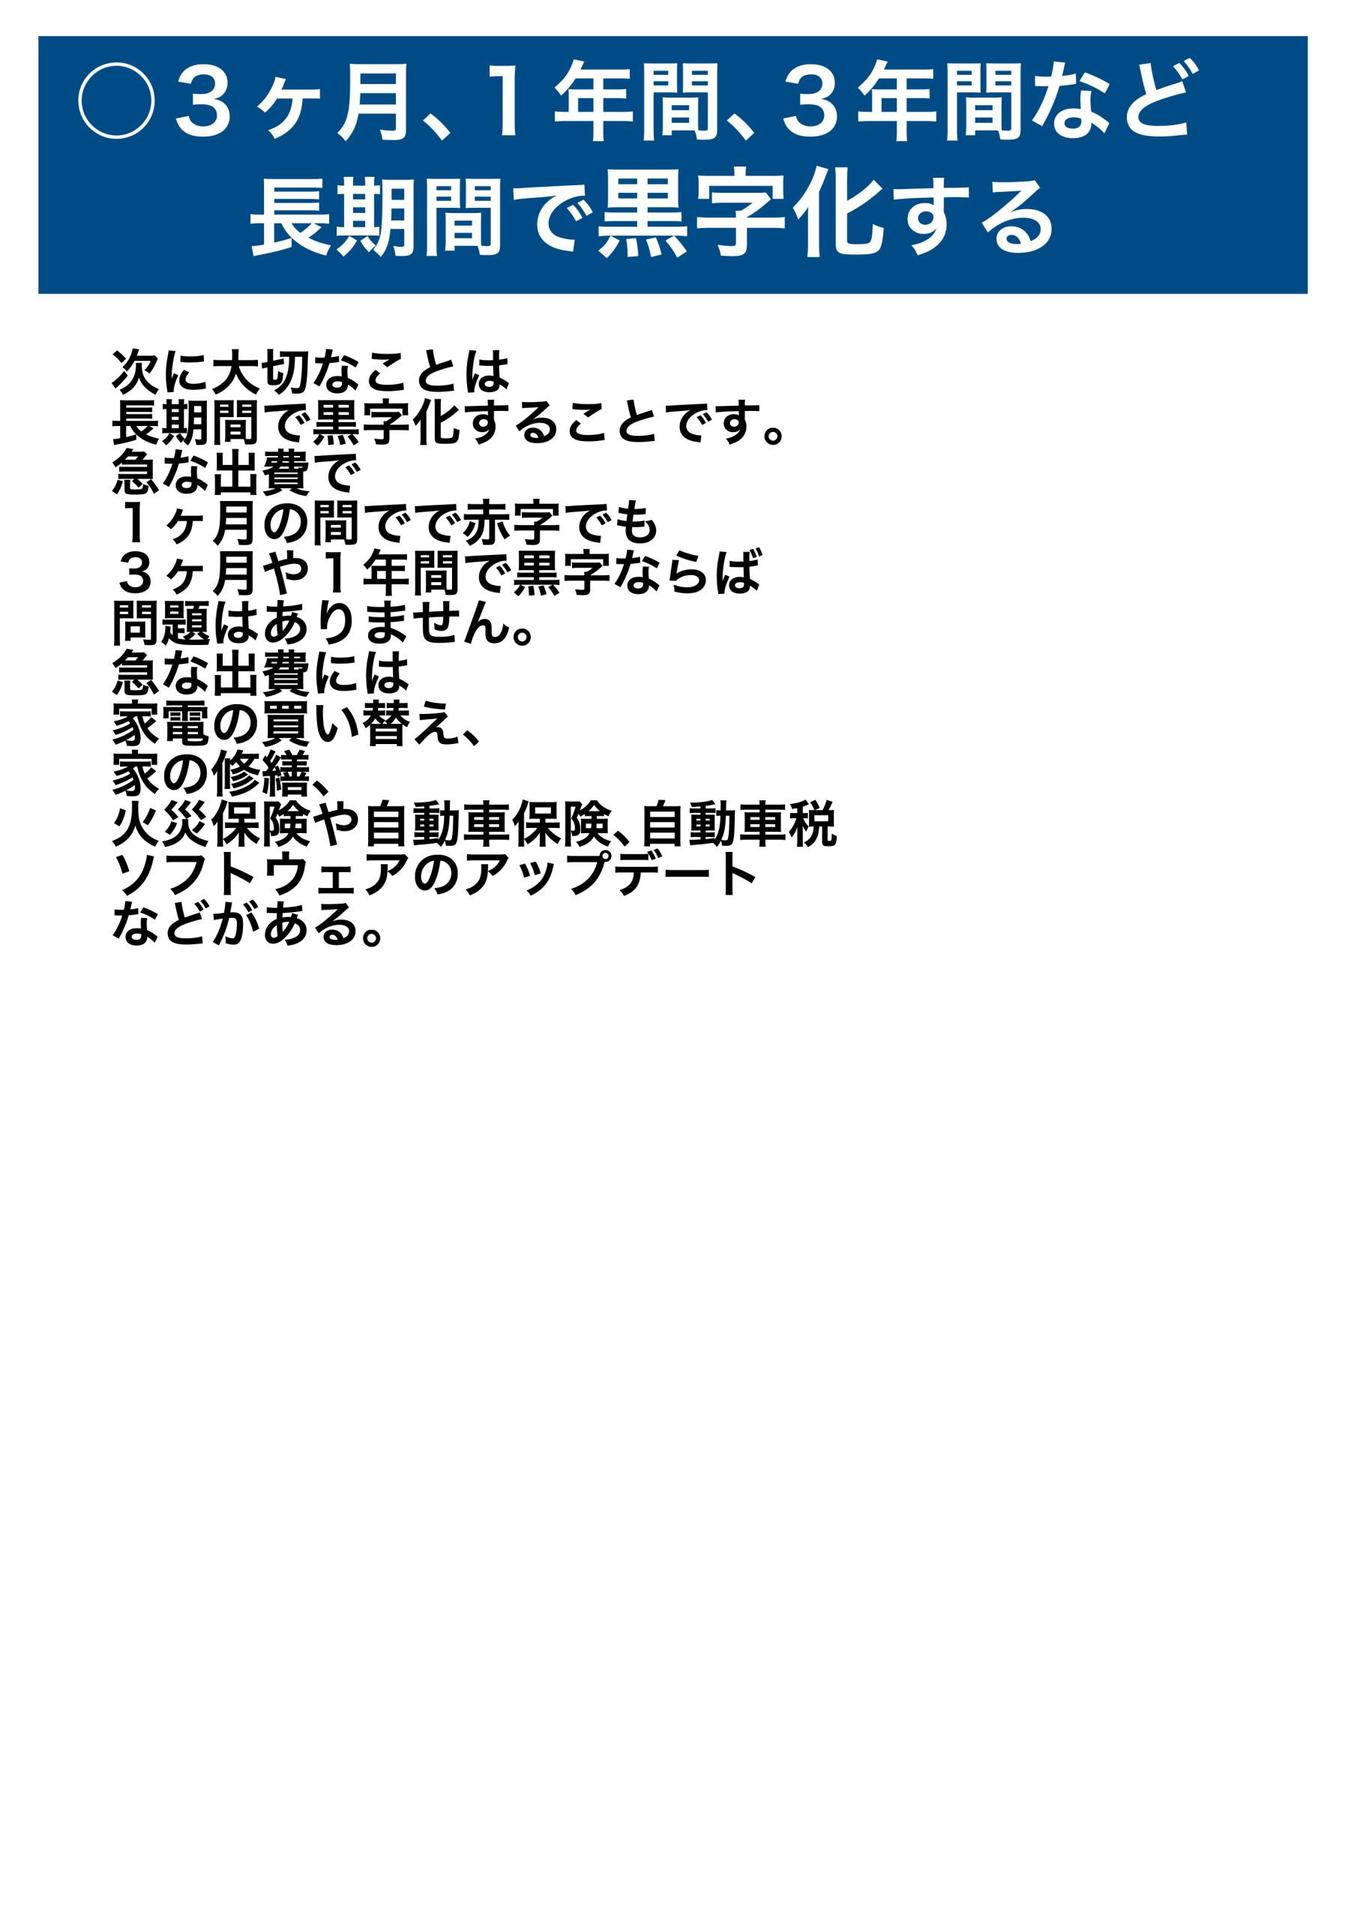 ○３ヶ月、１年間、３年間など
長期間で黒字化する
次に大切なことは
長期間で黒字化することです。
急な出費で
１ヶ月の間でで赤字でも
３ヶ月や１年間で黒字ならば
問題はありません。
急な出費には
家電の買い替え、
家の修繕、
火災保険や自動車保険、自動車税
ソフトウェアのアップデート
などがある。